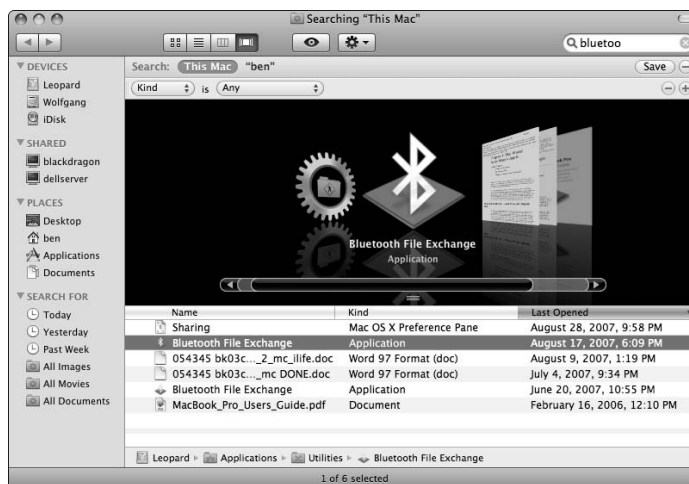 Searching “This Mac”
bluetoo
▼ DEVICES
Leopard
Wolfgang
iDisk
▼ SHARED
blackdragon
dellserver
▼ PLACES
Desktop
ben
Applications
Documents
▼ SEARCH FOR
Today
Yesterday
Past Week
All Images
All Movies
All Documents
Search: This Mac "ben" Save
Kind is Any
Bluetooth File Exchange
Application
Name Kind Last Opened
Sharing Mac OS X Preference Pane August 28, 2007, 9:58 PM
Bluetooth File Exchange Application August 17, 2007, 6:09 PM
054345 bk03c..._2_mc_ilife.doc Word 97 Format (doc) August 9, 2007, 1:19 PM
054345 bk03c..._mc DONE.doc Word 97 Format (doc) July 4, 2007, 9:34 PM
Bluetooth File Exchange Application June 20, 2007, 10:55 PM
MacBook_Pro_Users_Guide.pdf Document February 16, 2006, 12:10 PM
Leopard ▸ Applications ▸ Utilities ▸ Bluetooth File Exchange
1 of 6 selected